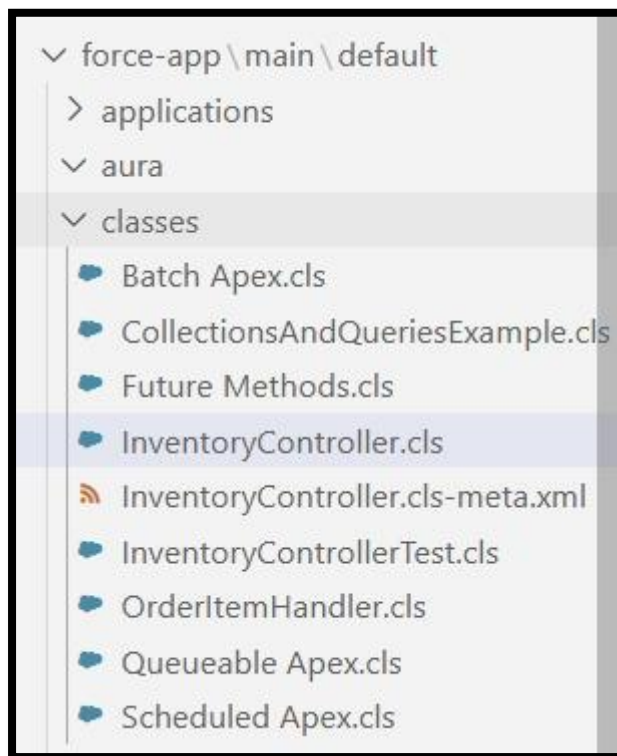 force-app\main\default
applications
aura
classes
Batch Apex.cls
CollectionsAndQueriesExample.cls
Future Methods.cls
InventoryController.cls
InventoryController.cls-meta.xml
InventoryControllerTest.cls
OrderItemHandler.cls
Queueable Apex.cls
Scheduled Apex.cls